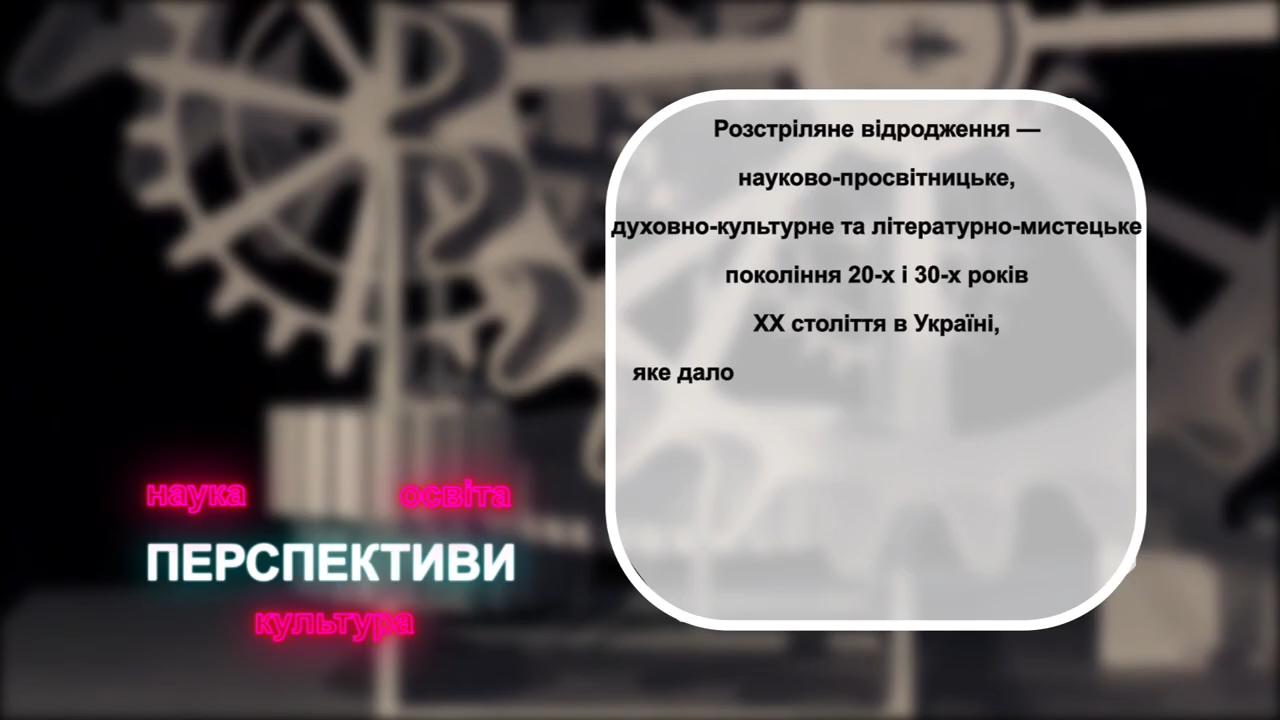 Розстріляне відродження —
науково-просвітницьке,
духовно-культурне та літературно-мистецьке
покоління 20-х і 30-х років
ХХ століття в Україні,
яке дало
наука освіта
ПЕРСПЕКТИВИ
культура